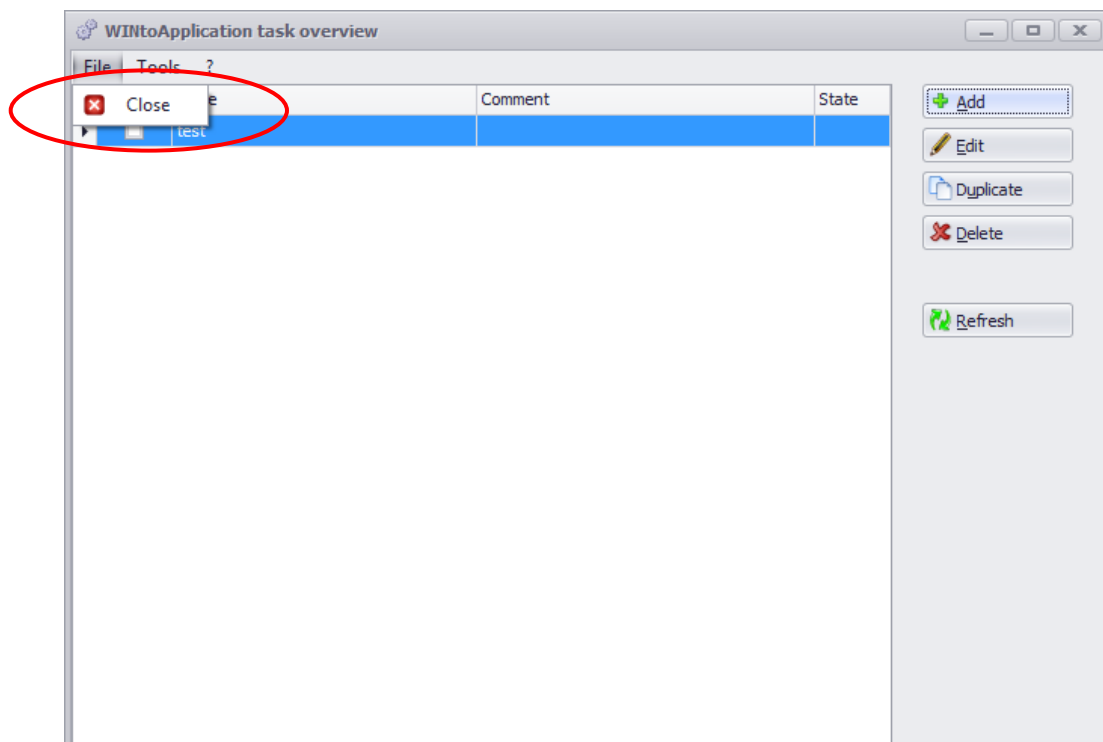 WINtoApplication task overview
File Tools ?
Close
Comment State
test
Add
Edit
Duplicate
Delete
Refresh